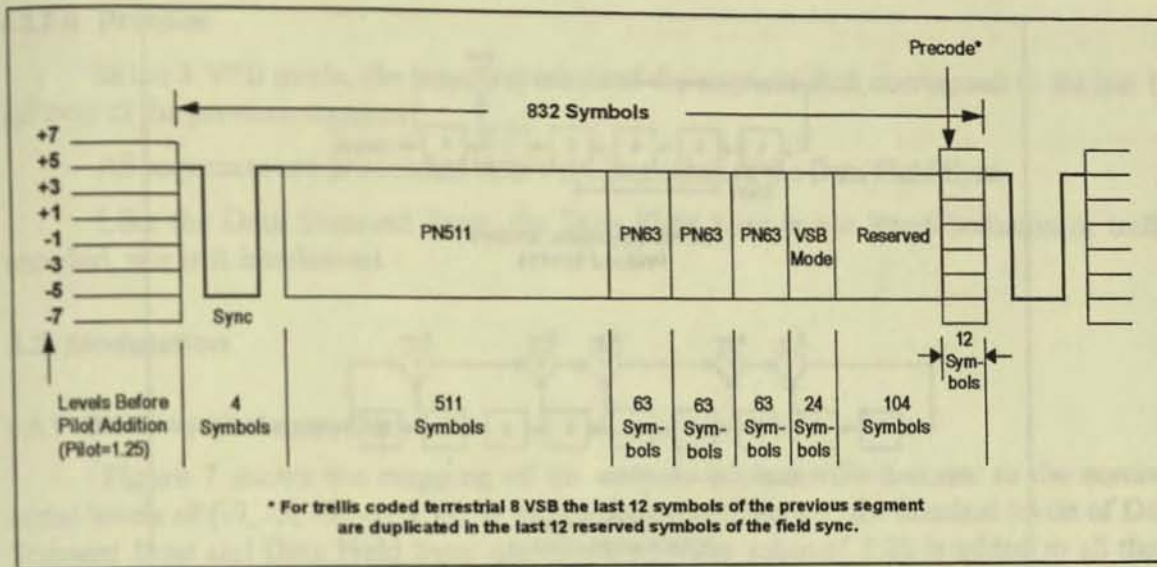 Precode*
832 Symbols
+7
+5
+3
+1
-1
-3
-5
-7
PN511
PN63
PN63
PN63
VSB
Mode
Reserved
Sync
12
Sym-
bols
Levels Before
Pilot Addition
(Pilot=1.25)
4
Symbols
511
Symbols
63
Sym-
bols
63
Sym-
bols
63
Sym-
bols
24
Sym-
bols
104
Symbols
* For trellis coded terrestrial 8 VSB the last 12 symbols of the previous segment
are duplicated in the last 12 reserved symbols of the field sync.